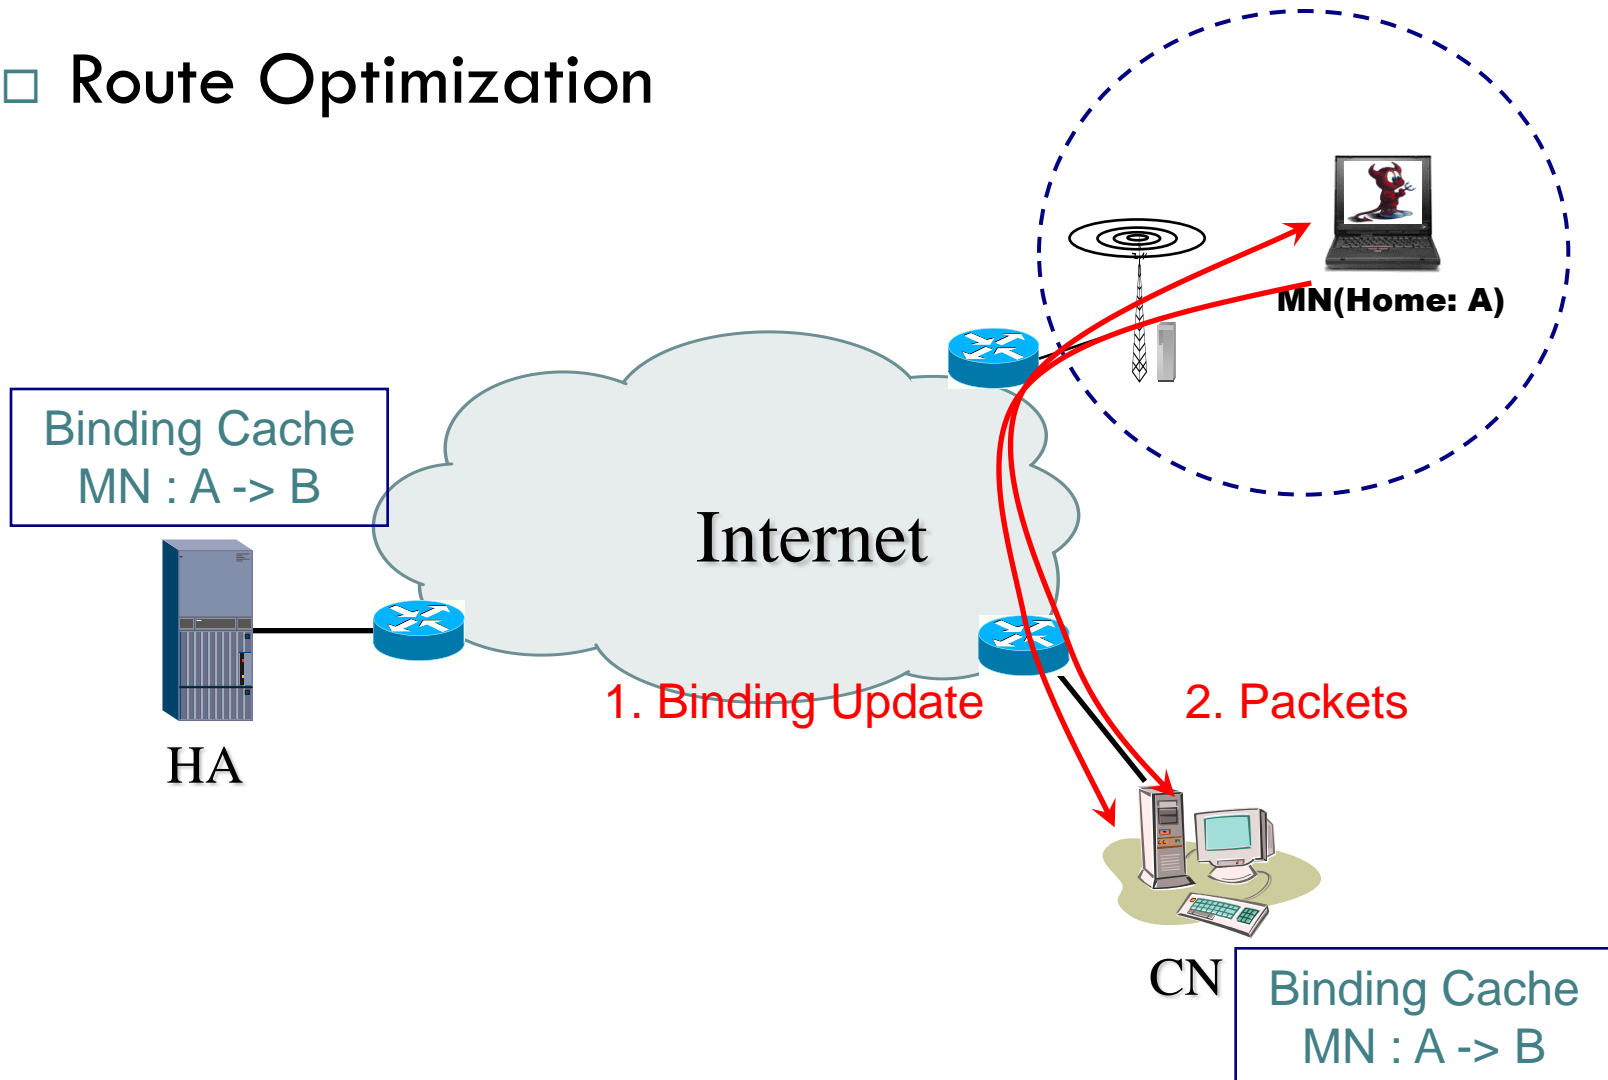 Route Optimization
MN(Home: A)
Binding Cache
MN : A -> B
Internet
1. Binding Update
2. Packets
HA
CN
Binding Cache
MN : A -> B